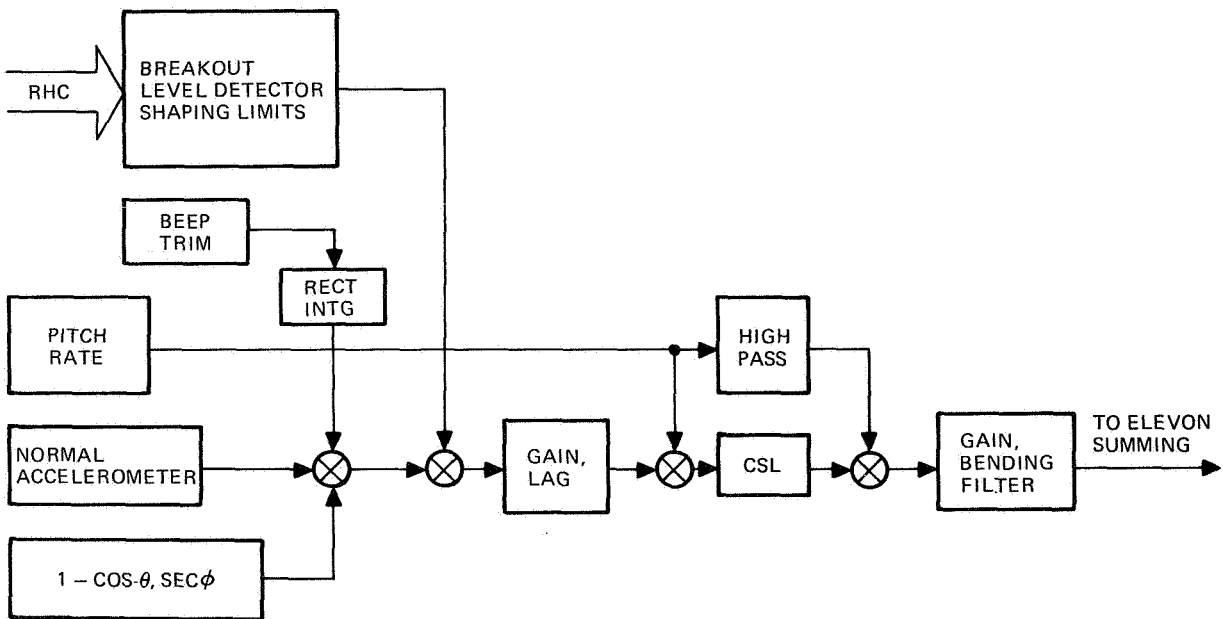 BREAKOUT
LEVEL DETECTOR
SHAPING LIMITS
RHC
BEEP
TRIM
RECT
INTG
PITCH
RATE
HIGH
PASS
NORMAL
ACCELEROMETER
GAIN,
LAG
CSL
GAIN,
BENDING
FILTER
TO ELEVON
SUMMING
1 – COS-θ, SECϕ